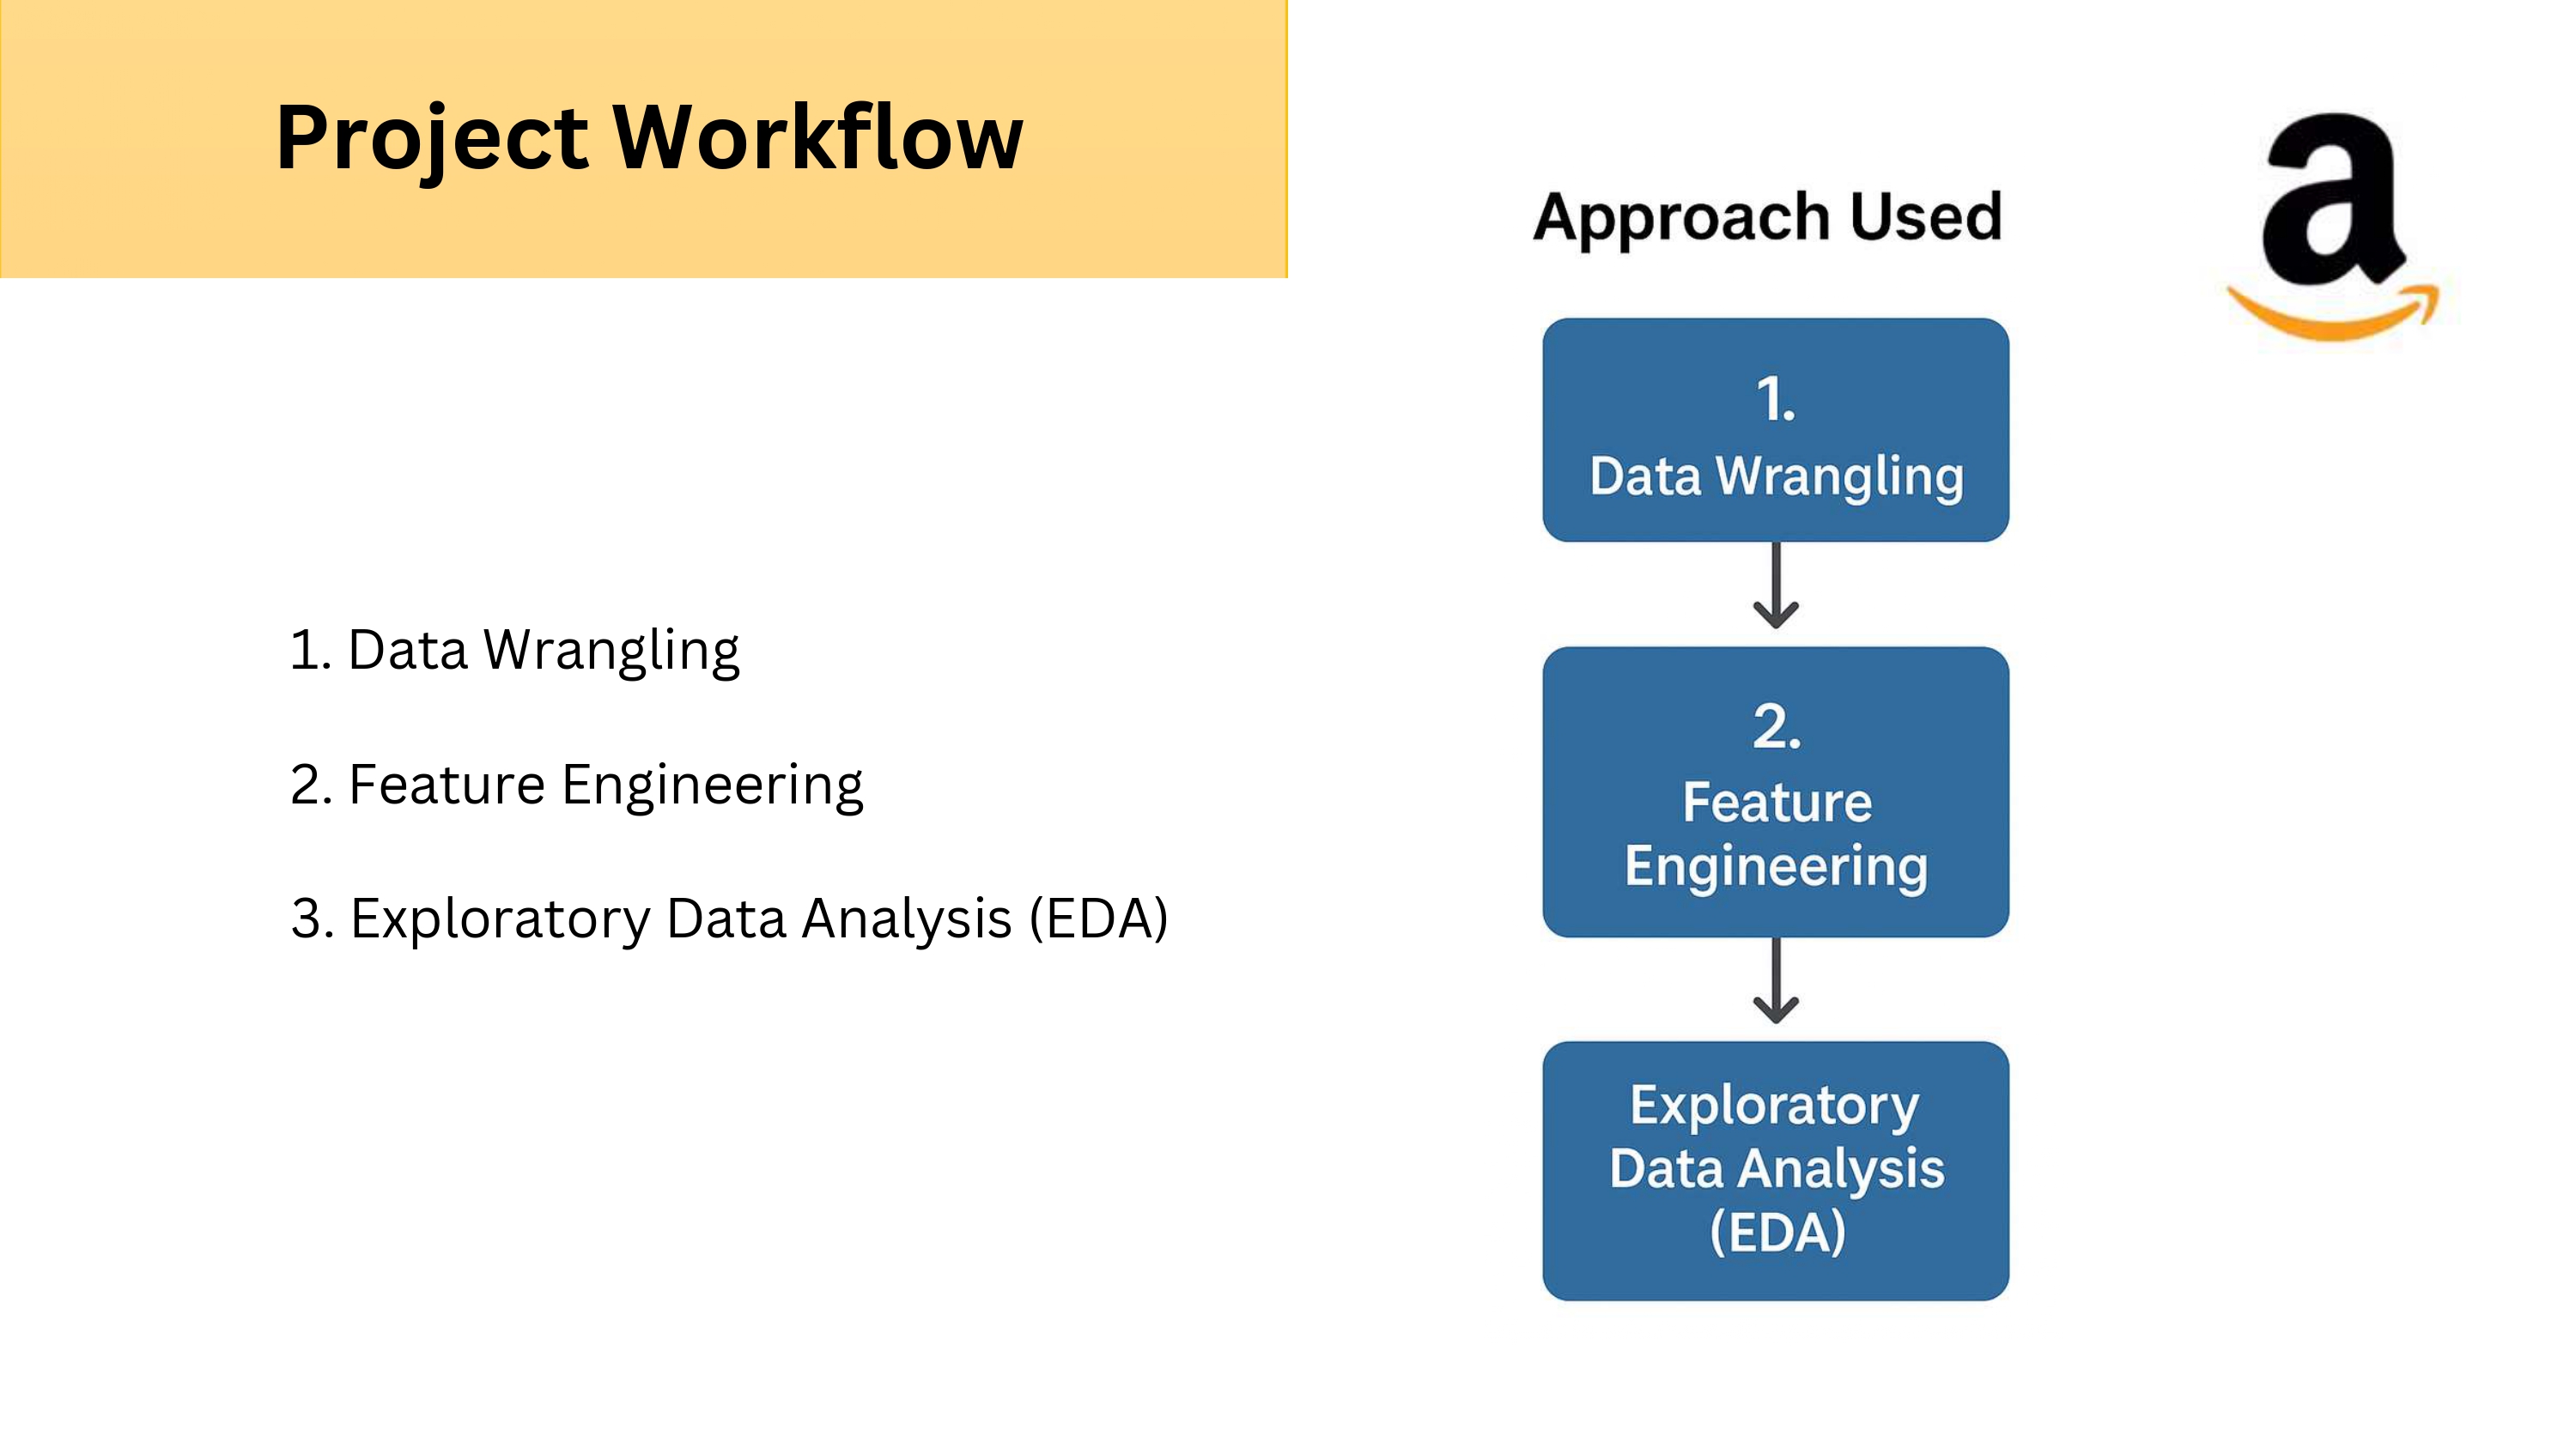 Project Workflow
1. Data Wrangling
2. Feature Engineering
3. Exploratory Data Analysis (EDA)
Approach Used
1.
Data Wrangling
2.
Feature
Engineering
Exploratory
Data Analysis
(EDA)
a